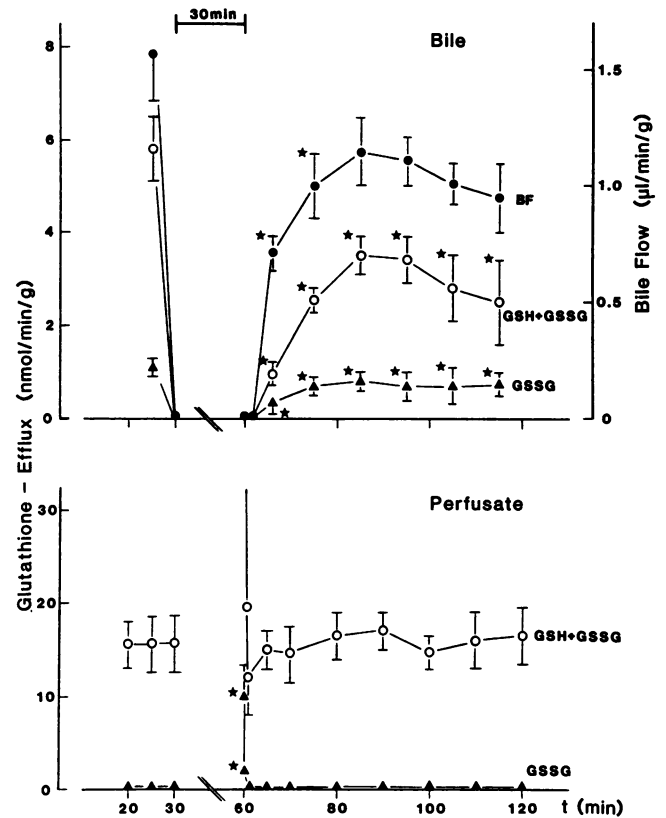 30min
Bile
8
6
4
2
0
1.5
1.0
0.5
0
BF
GSH+GSSG
GSSG
Glutathione – Efflux (nmol/min/g)
Bile Flow (µl/min/g)
Perfusate
30
20
10
0
GSH+GSSG
GSSG
20 30 60 80 100 120 t (min)